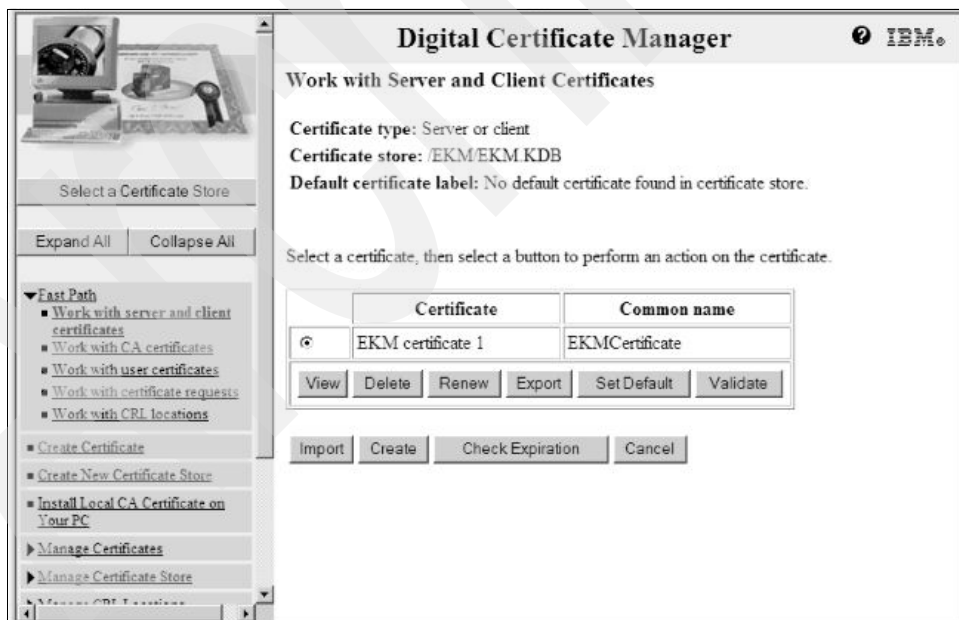 Digital Certificate Manager
IBM
Work with Server and Client Certificates
Certificate type: Server or client
Certificate store: /EKM/EKM.KDB
Default certificate label: No default certificate found in certificate store.
Select a certificate, then select a button to perform an action on the certificate.
Certificate Common name
EKM certificate 1 EKMCertificate
View Delete Renew Export Set Default Validate
Import Create Check Expiration Cancel
Select a Certificate Store
Expand All Collapse All
Fast Path
Work with server and client
certificates
Work with CA certificates
Work with user certificates
Work with certificate requests
Work with CRL locations
Create Certificate
Create New Certificate Store
Install Local CA Certificate on
Your PC
Manage Certificates
Manage Certificate Store
Manage CRL Locations